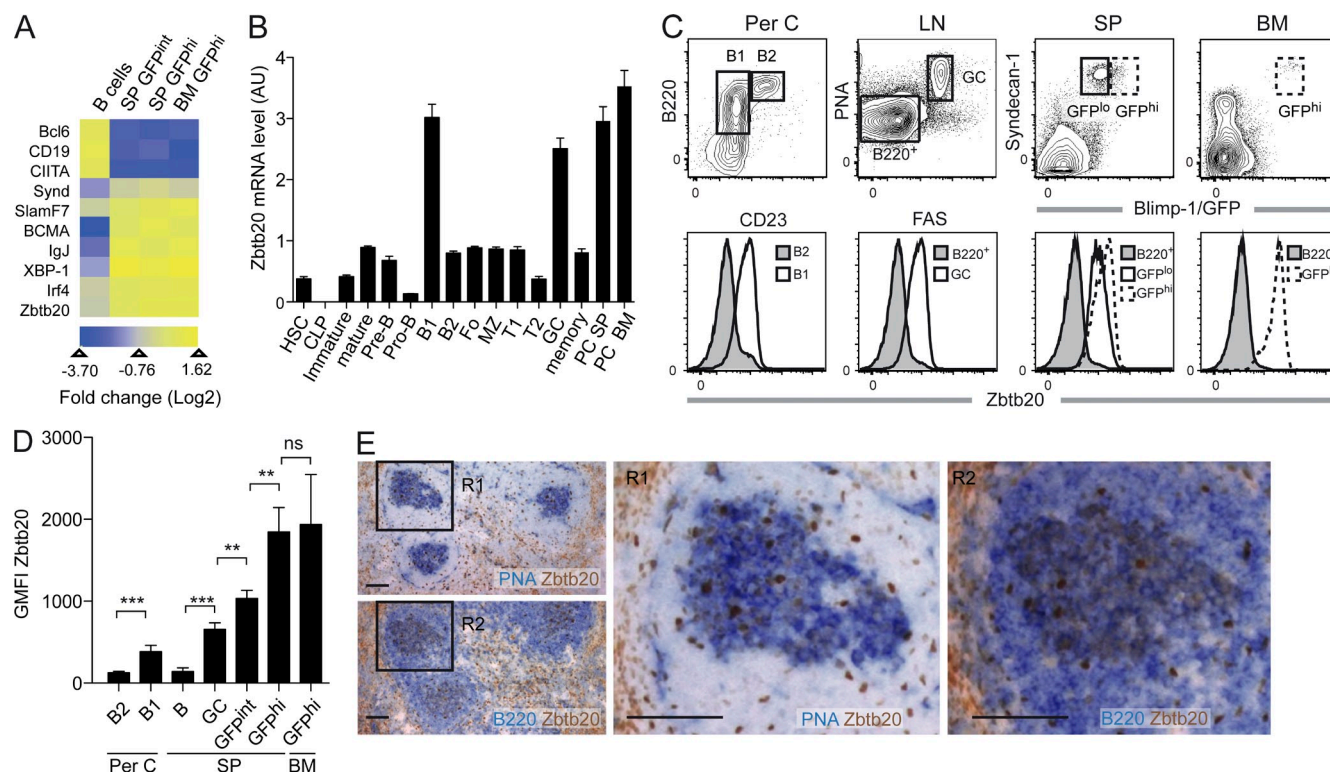 A
B cells
SP GFPint
SP GFPhi
BM GFPhi
Bcl6
CD19
CIITA
Synd
SlamF7
BCMA
IgJ
XBP-1
Irf4
Zbtb20
-3.70 -0.76 1.62
Fold change (Log2)
B
Zbtb20 mRNA level (AU)
4
3
2
1
0
HSC
CLP
Immature
mature
Pre-B
Pro-B
B1
B2
Fo
MZ
T1
T2
GC
memory
PC SP
PC BM
C
Per C LN SP BM
B220
B1 B2
0
0
PNA
GC
B220+
0
0
Syndecan-1
GFPlo GFPhi
0
0
GFPhi
0
0
CD23 FAS Blimp-1/GFP
B2
B1
0
B220+
GC
0
B220+
GFPlo
GFPhi
0
B220
GFP
0
Zbtb20
D
GMFI Zbtb20
3000
2000
1000
0
*** *** ** ** ns
B2
B1
B
GC
GFPint
GFPhi
GFPhi
Per C SP BM
E
R1
PNA Zbtb20
R2
B220 Zbtb20
R1
PNA Zbtb20
R2
B220 Zbtb20